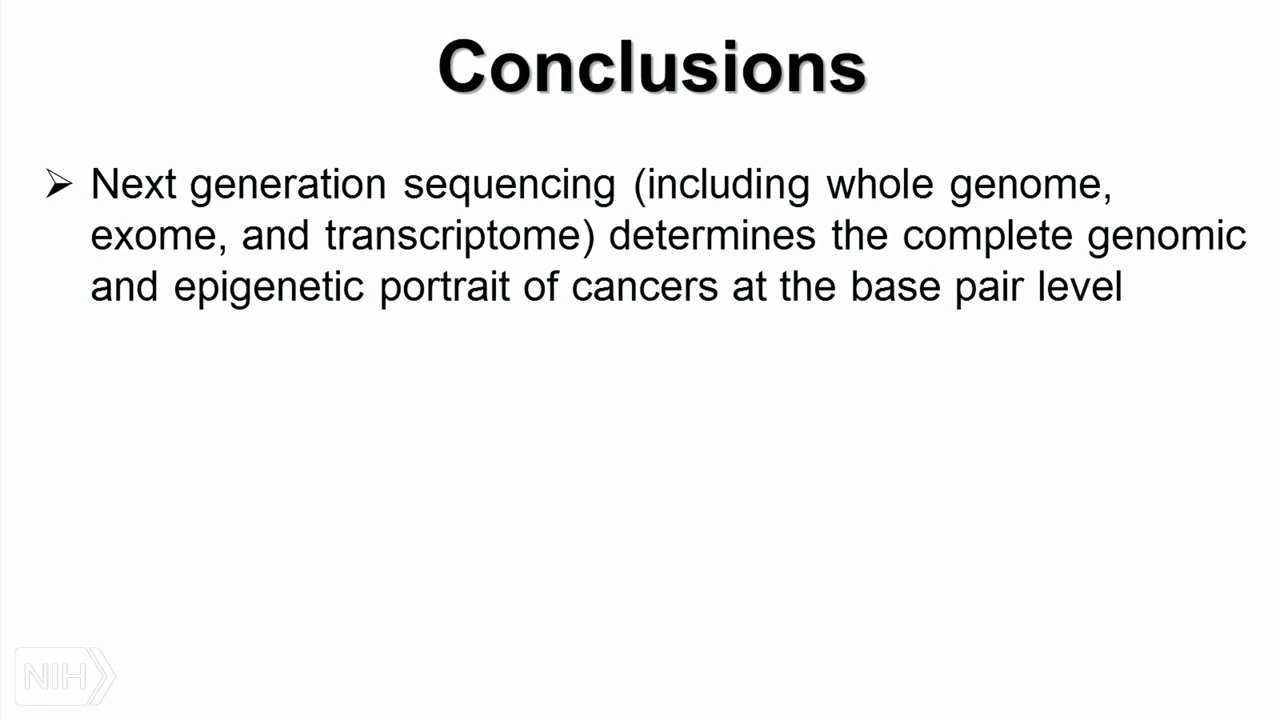 Conclusions
➢ Next generation sequencing (including whole genome,
exome, and transcriptome) determines the complete genomic
and epigenetic portrait of cancers at the base pair level
NIH